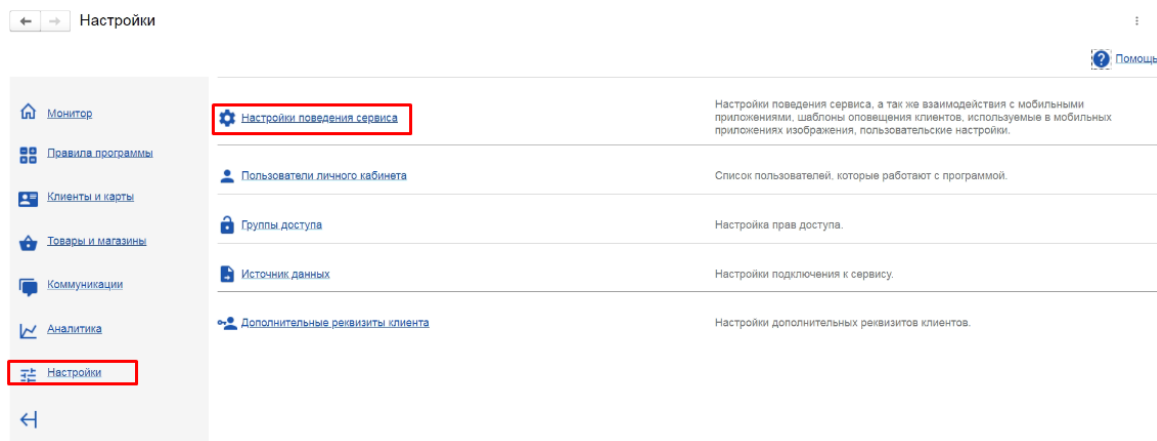 Настройки
Помощь
Монитор
Правила программы
Клиенты и карты
Товары и магазины
Коммуникации
Аналитика
Настройки
Настройки поведения сервиса
Настройки поведения сервиса, а так же взаимодействия с мобильными
приложениями, шаблоны оповещения клиентов, используемые в мобильных
приложениях изображения, пользовательские настройки.
Пользователи личного кабинета
Список пользователей, которые работают с программой.
Группы доступа
Настройка прав доступа.
Источник данных
Настройки подключения к сервису.
Дополнительные реквизиты клиента
Настройки дополнительных реквизитов клиентов.